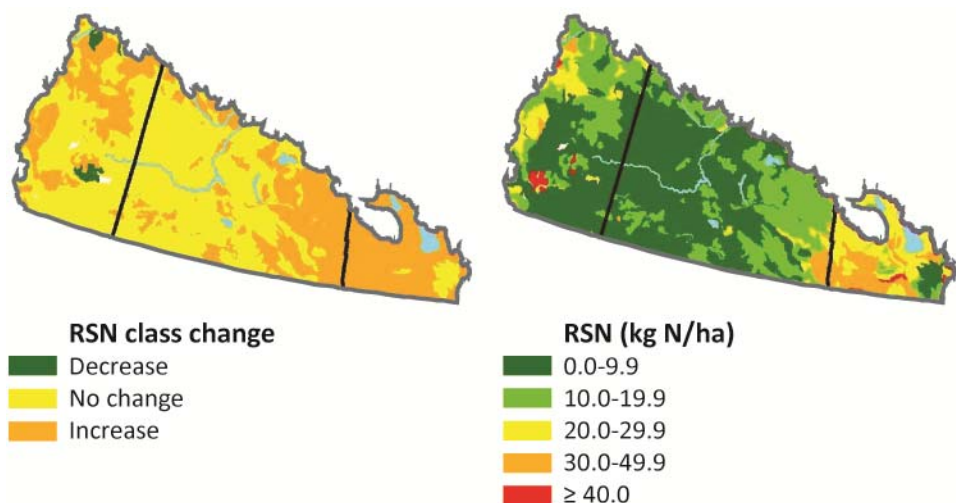 RSN class change
Decrease
No change
Increase
RSN (kg N/ha)
0.0-9.9
10.0-19.9
20.0-29.9
30.0-49.9
≥ 40.0